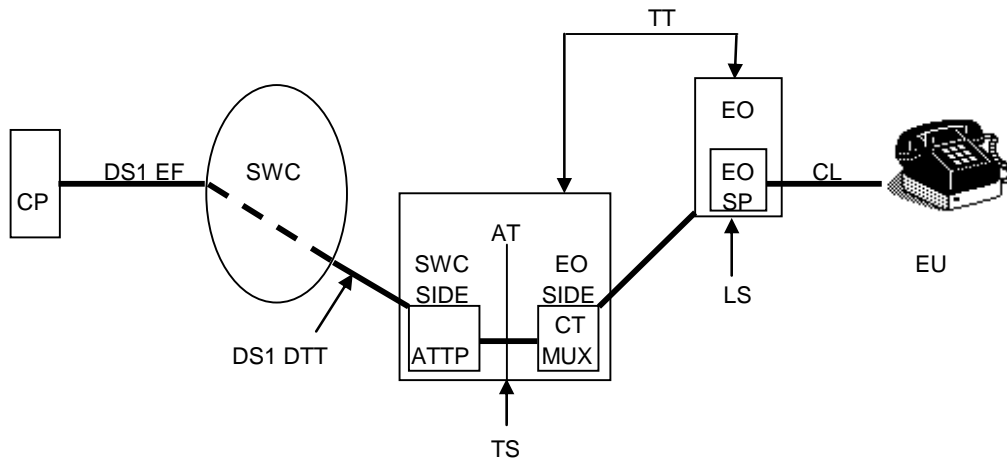 TT
EO
DS1 EF
SWC
CP
EO
SP
CL
AT
SWC
SIDE
EO
SIDE
EU
LS
CT
MUX
ATTP
DS1 DTT
TS